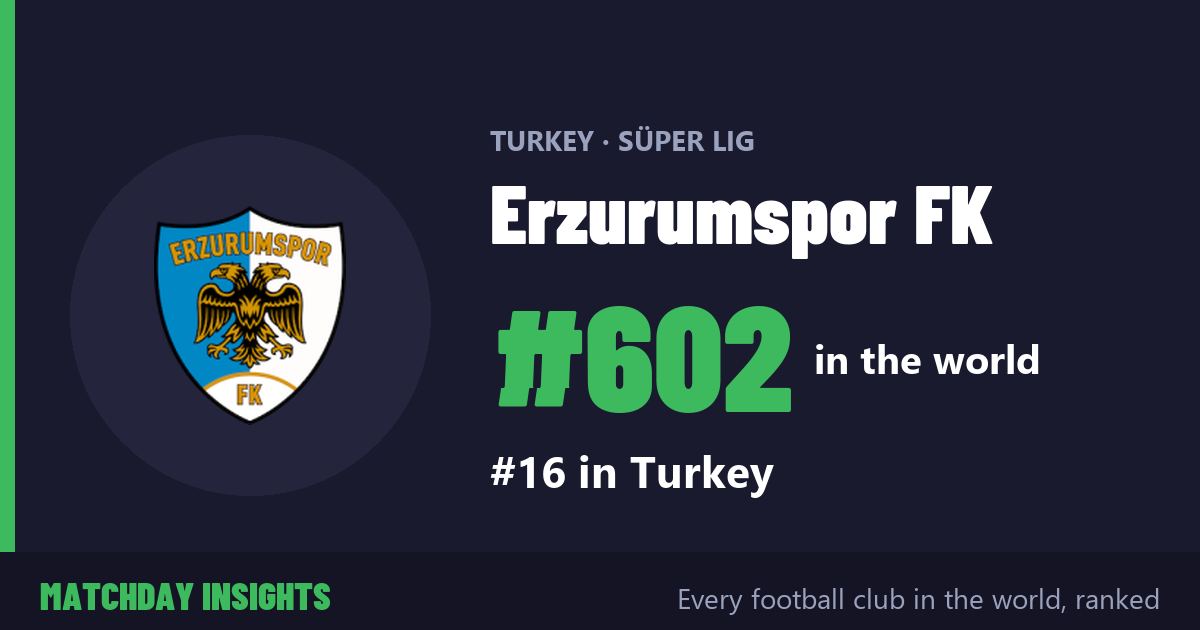 TURKEY · SÜPER LIG
Erzurumspor FK
#602 in the world
#16 in Turkey
ERZURUMSPOR
FK
MATCHDAY INSIGHTS
Every football club in the world, ranked